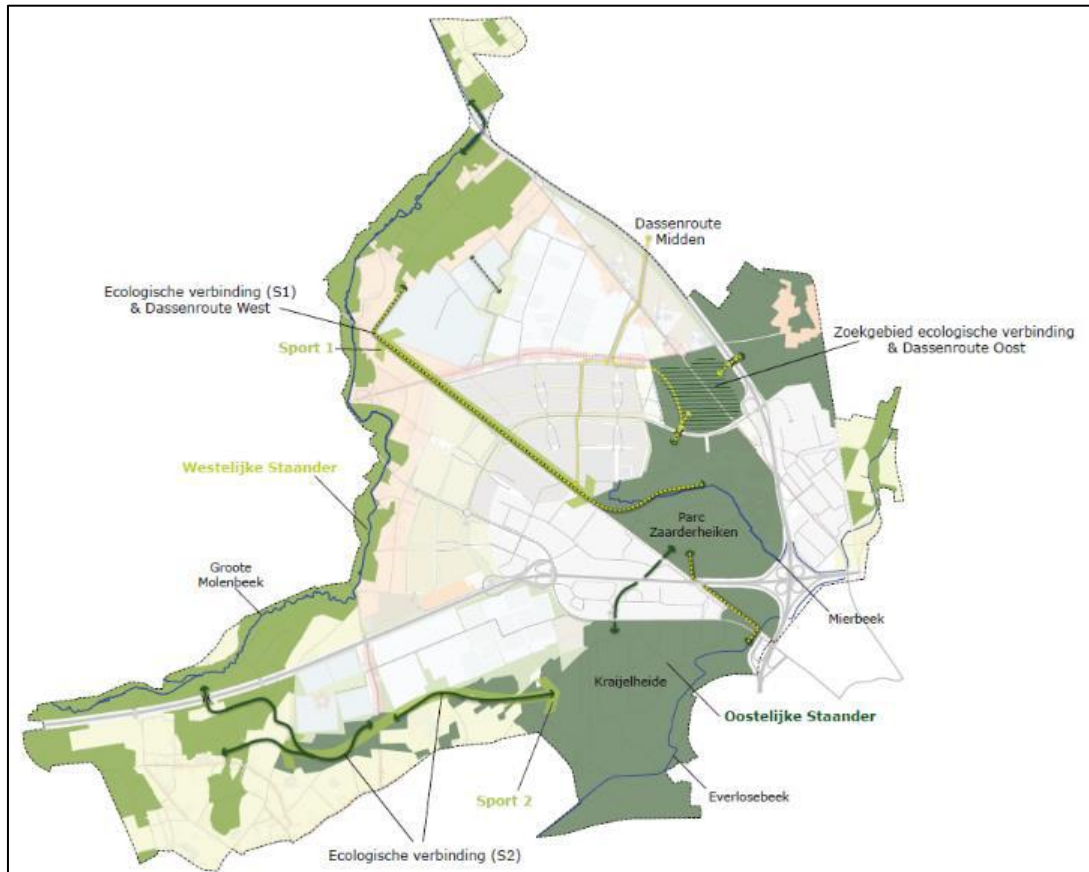 Dassenroute
Midden
Ecologische verbinding (S1)
& Dassenroute West
Sport 1
Zoekgebied ecologische verbinding
& Dassenroute Oost
Westelijke Staander
Parc
Zaarderheiken
Groote
Molenbeek
Mierbeek
Kraijelheide
Oostelijke Staander
Everlosebeek
Sport 2
Ecologische verbinding (S2)